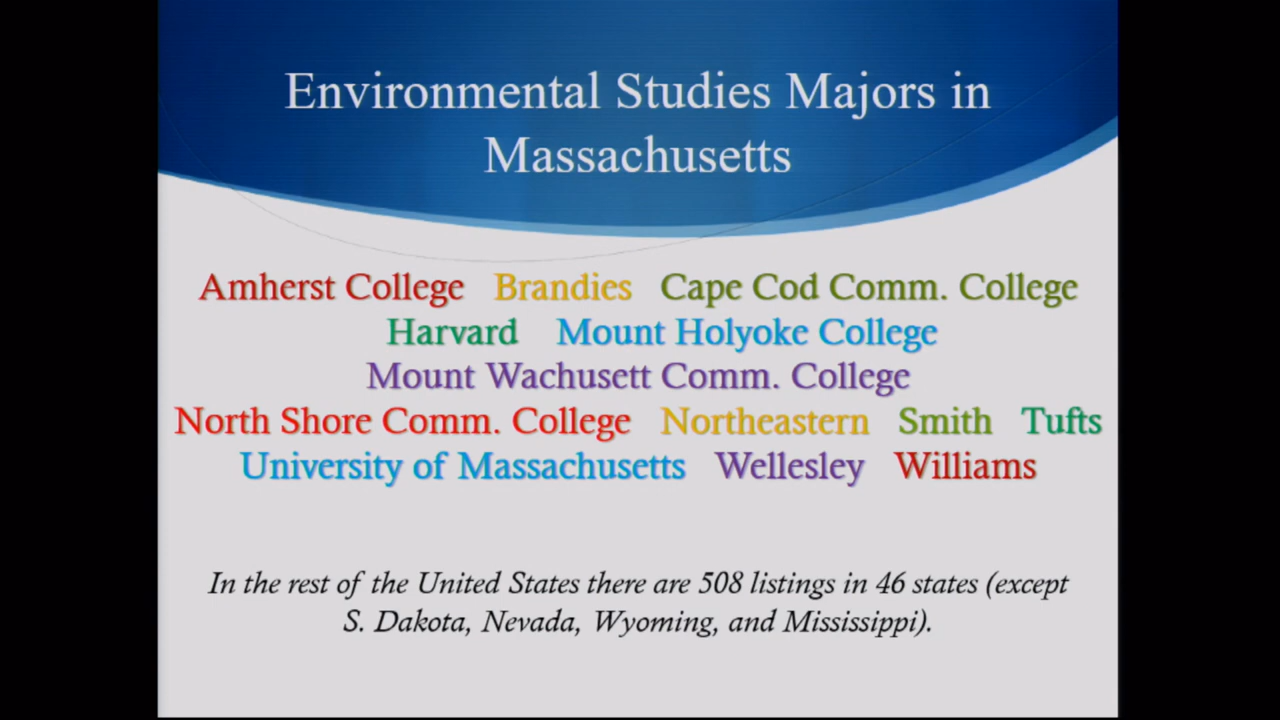 Environmental Studies Majors in
Massachusetts
Amherst College Brandies Cape Cod Comm. College
Harvard Mount Holyoke College
Mount Wachusett Comm. College
North Shore Comm. College Northeastern Smith Tufts
University of Massachusetts Wellesley Williams
In the rest of the United States there are 508 listings in 46 states (except
S. Dakota, Nevada, Wyoming, and Mississippi).